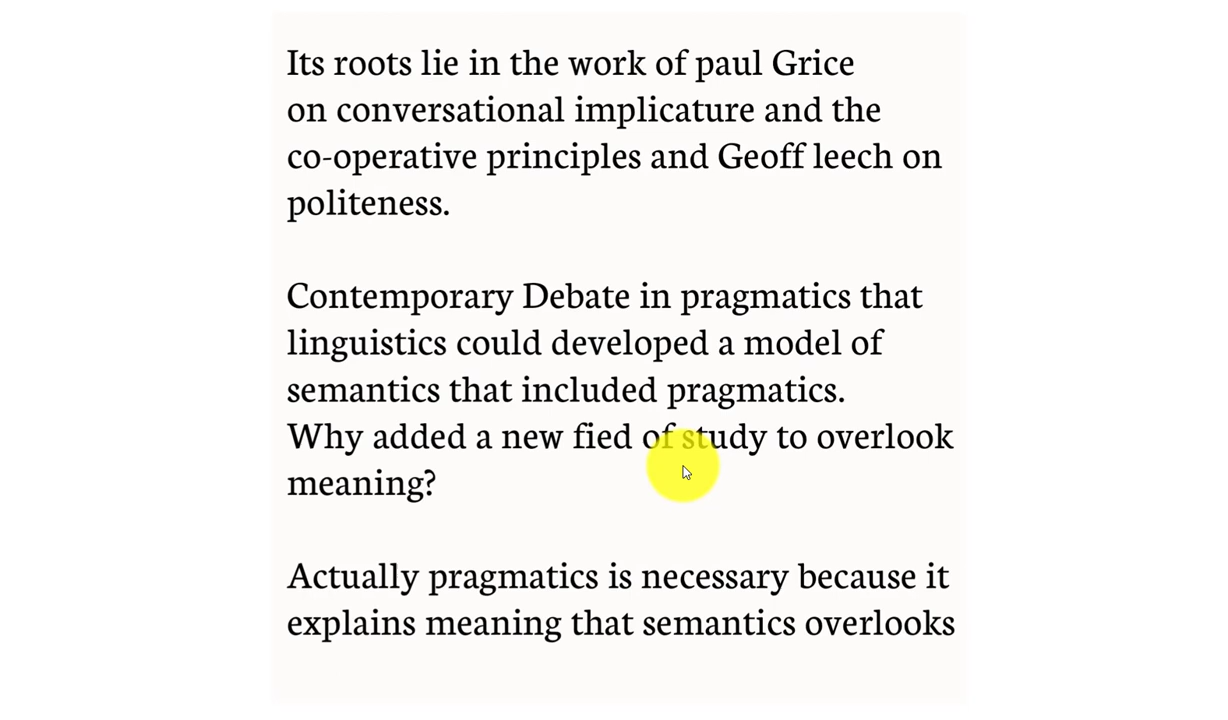 Its roots lie in the work of paul Grice
on conversational implicature and the
co-operative principles and Geoff leech on
politeness.
Contemporary Debate in pragmatics that
linguistics could developed a model of
semantics that included pragmatics.
Why added a new fied of study to overlook
meaning?
Actually pragmatics is necessary because it
explains meaning that semantics overlooks